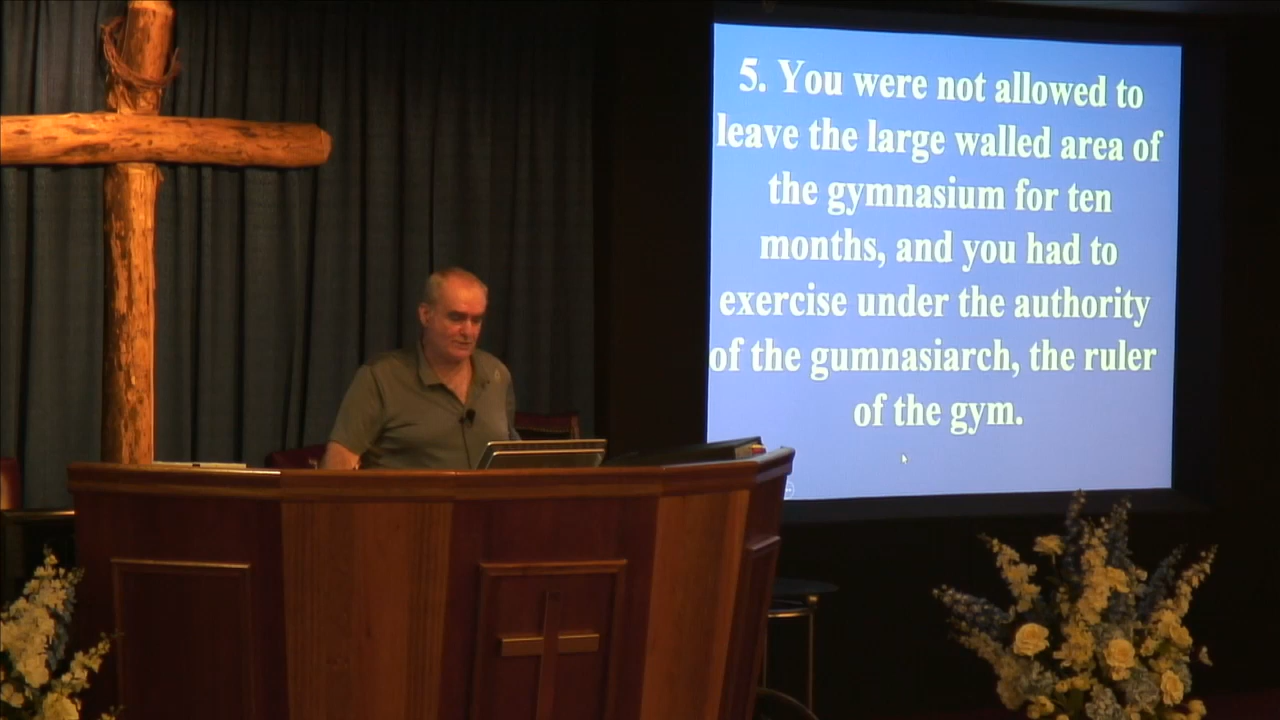 5. You were not allowed to
leave the large walled area of
the gymnasium for ten
months, and you had to
exercise under the authority
of the gumnasiarch, the ruler
of the gym.